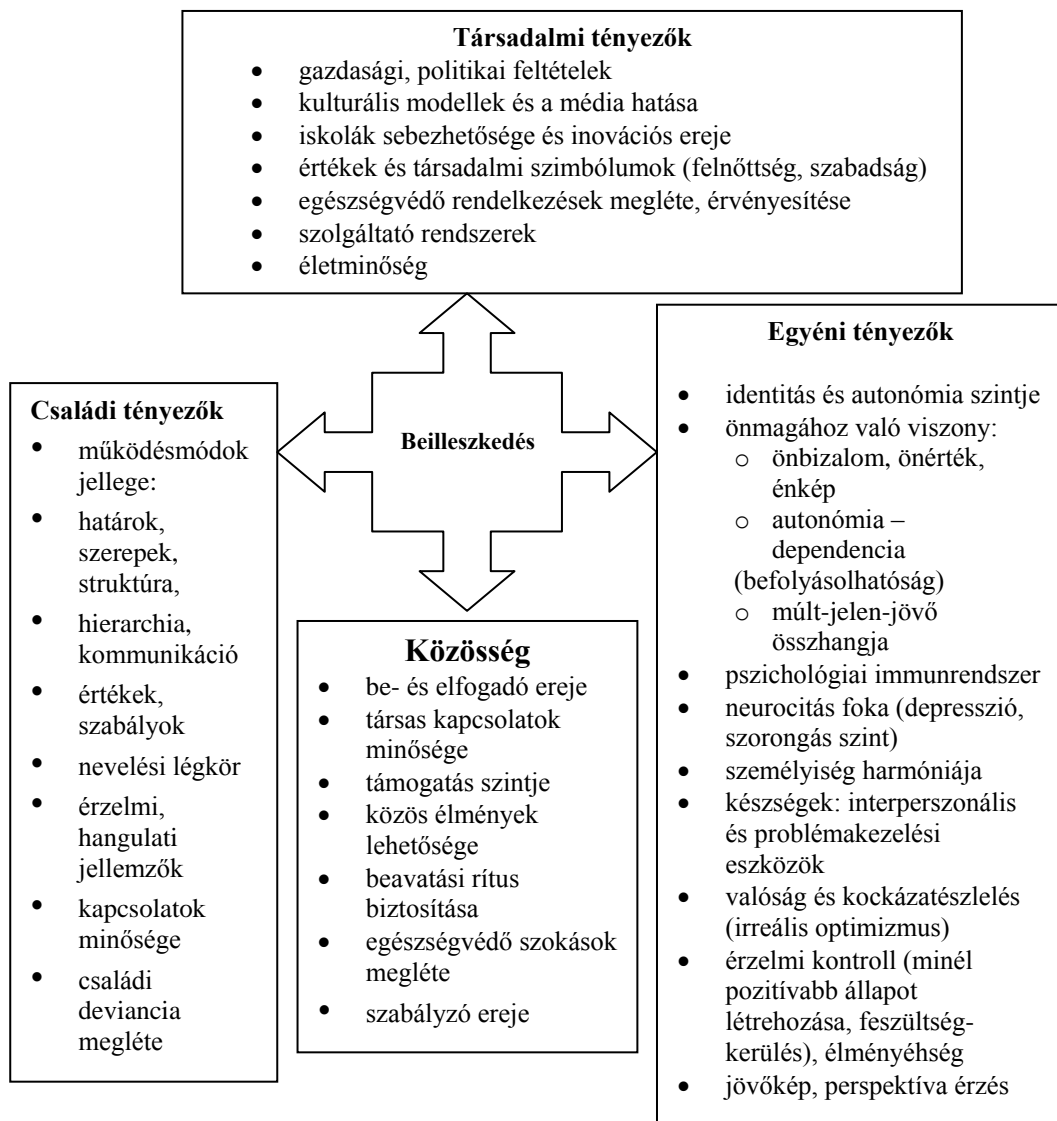 Társadalmi tényezők
• gazdasági, politikai feltételek
• kulturális modellek és a média hatása
• iskolák sebezhetősége és inovációs ereje
• értékek és társadalmi szimbólumok (felnőttség, szabadság)
• egészségvédő rendelkezések megléte, érvényesítése
• szolgáltató rendszerek
• életminőség
Családi tényezők
• működésmódok
jellege:
• határok,
szerepek,
struktúra,
• hierarchia,
kommunikáció
• értékek,
szabályok
• nevelési légkör
• érzelmi,
hangulati
jellemzők
• kapcsolatok
minősége
• családi
deviancia
megléte
Beilleszkedés
Közösség
• be- és elfogadó ereje
• társas kapcsolatok
minősége
• támogatás szintje
• közös élmények
lehetősége
• beavatási rítus
biztosítása
• egészségvédő szokások
megléte
• szabályzó ereje
Egyéni tényezők
• identitás és autonómia szintje
• önmagához való viszony:
o önbizalom, önérték,
énkép
o autonómia –
dependencia
(befolyásolhatóság)
o múlt-jelen-jövő
összhangja
• pszichológiai immunrendszer
• neurocitás foka (depresszió,
szorongás szint)
• személyiség harmóniája
• készségek: interperszonális
és problémakezelési
eszközök
• valóság és kockázatészlelés
(irreális optimizmus)
• érzelmi kontroll (minél
pozitívabb állapot
létrehozása, feszültség-
kerülés), élményéhség
• jövőkép, perspektíva érzés